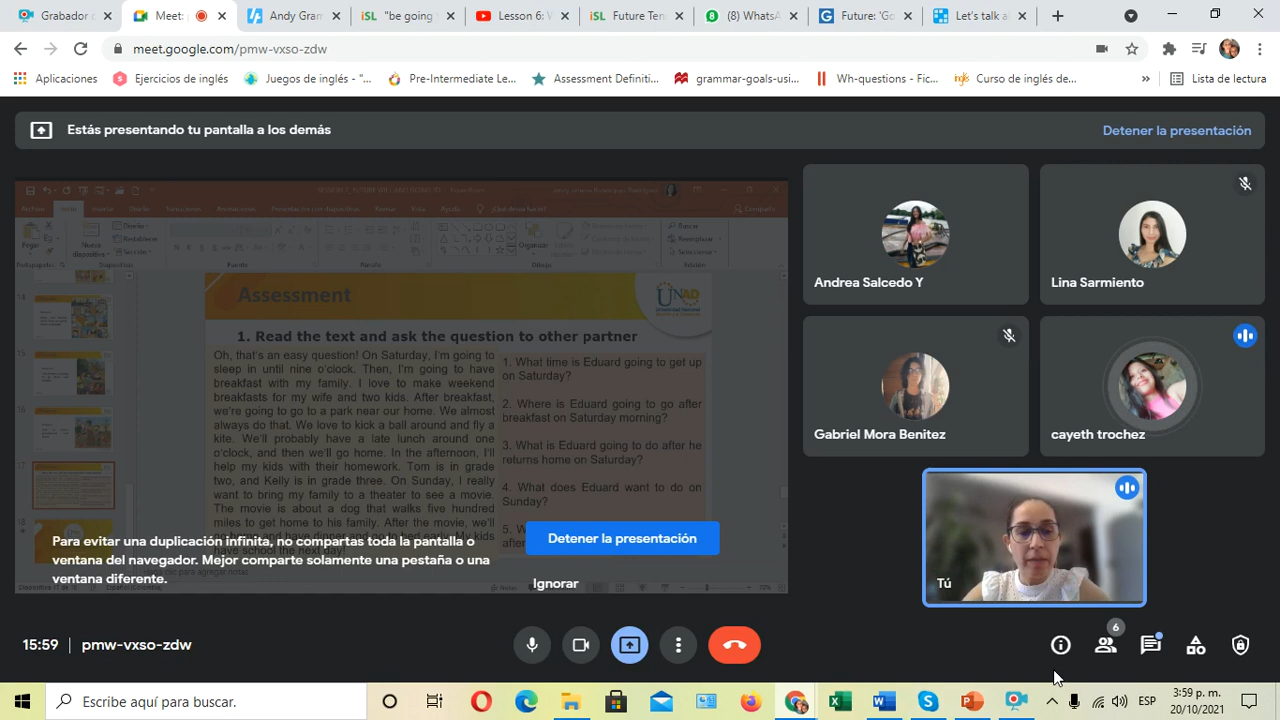 Grabador
Meet:
Andy Gram
"be going
Lesson 6: W
Future Ten
(8) WhatsA
Future: 'Go
Let's talk a
meet.google.com/pmw-vxso-zdw
Aplicaciones
Ejercicios de inglés
Juegos de inglés - "...
Pre-Intermediate Le...
Assessment Definiti...
grammar-goals-usi...
Wh-questions - Fic...
Curso de inglés de...
»
Lista de lectura
Estás presentando tu pantalla a los demás
Detener la presentación
Assessment
UNAD
1. Read the text and ask the question to other partner
Oh, that's an easy question! On Saturday, I'm going to
sleep in until nine o'clock. Then, I'm going to have
breakfast with my family. I love to make weekend
breakfasts for my wife and two kids. After breakfast,
we're going to go to a park near our home. We almost
always do that. We love to kick a ball around and fly a
kite. We'll probably have a late lunch around one
o'clock, and then we'll go home. In the afternoon, I'll
help my kids with their homework. Tom is in grade
two, and Kelly is in grade three. On Sunday, I really
want to bring my family to a theater to see a movie.
The movie is about a dog that walks five hundred
miles to get home to his family. After the movie, we'll
have school the next day!
1. What time is Eduard going to get up
on Saturday?
2. Where is Eduard going to go after
breakfast on Saturday morning?
3. What is Eduard going to do after he
returns home on Saturday?
4. What does Eduard want to do on
Sunday?
14
15
16
17
18
Para evitar una duplicación infinita, no compartas toda la pantalla o
ventana del navegador. Mejor comparte solamente una pestaña o una
ventana diferente.
Detener la presentación
Ignorar
Andrea Salcedo Y
Lina Sarmiento
Gabriel Mora Benitez
cayeth trochez
Tú
15:59 | pmw-vxso-zdw
6
Escribe aquí para buscar.
ESP
3:59 p. m.
20/10/2021